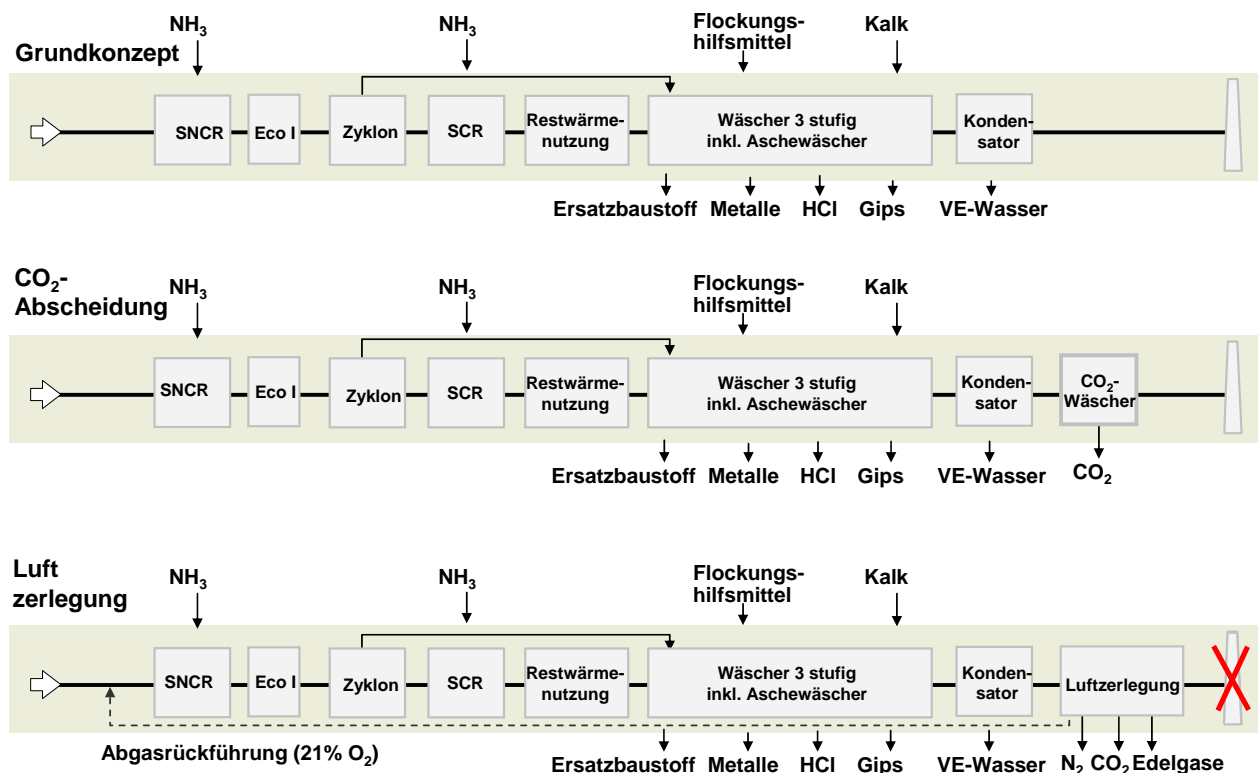 Grundkonzept
NH3
NH3
Flockungs-
hilfsmittel
Kalk
SNCR
Eco I
Zyklon
SCR
Restwärme-
nutzung
Wäscher 3 stufig
inkl. Aschewäscher
Konden-
sator
Ersatzbaustoff
Metalle
HCl
Gips
VE-Wasser
CO2-
Abscheidung
NH3
NH3
Flockungs-
hilfsmittel
Kalk
SNCR
Eco I
Zyklon
SCR
Restwärme-
nutzung
Wäscher 3 stufig
inkl. Aschewäscher
Konden-
sator
CO2-
Wäscher
Ersatzbaustoff
Metalle
HCl
Gips
VE-Wasser
CO2
Luft
zerlegung
NH3
NH3
Flockungs-
hilfsmittel
Kalk
SNCR
Eco I
Zyklon
SCR
Restwärme-
nutzung
Wäscher 3 stufig
inkl. Aschewäscher
Konden-
sator
Luftzerlegung
Abgasrückführung (21% O2)
Ersatzbaustoff
Metalle
HCl
Gips
VE-Wasser
N2
CO2
Edelgase